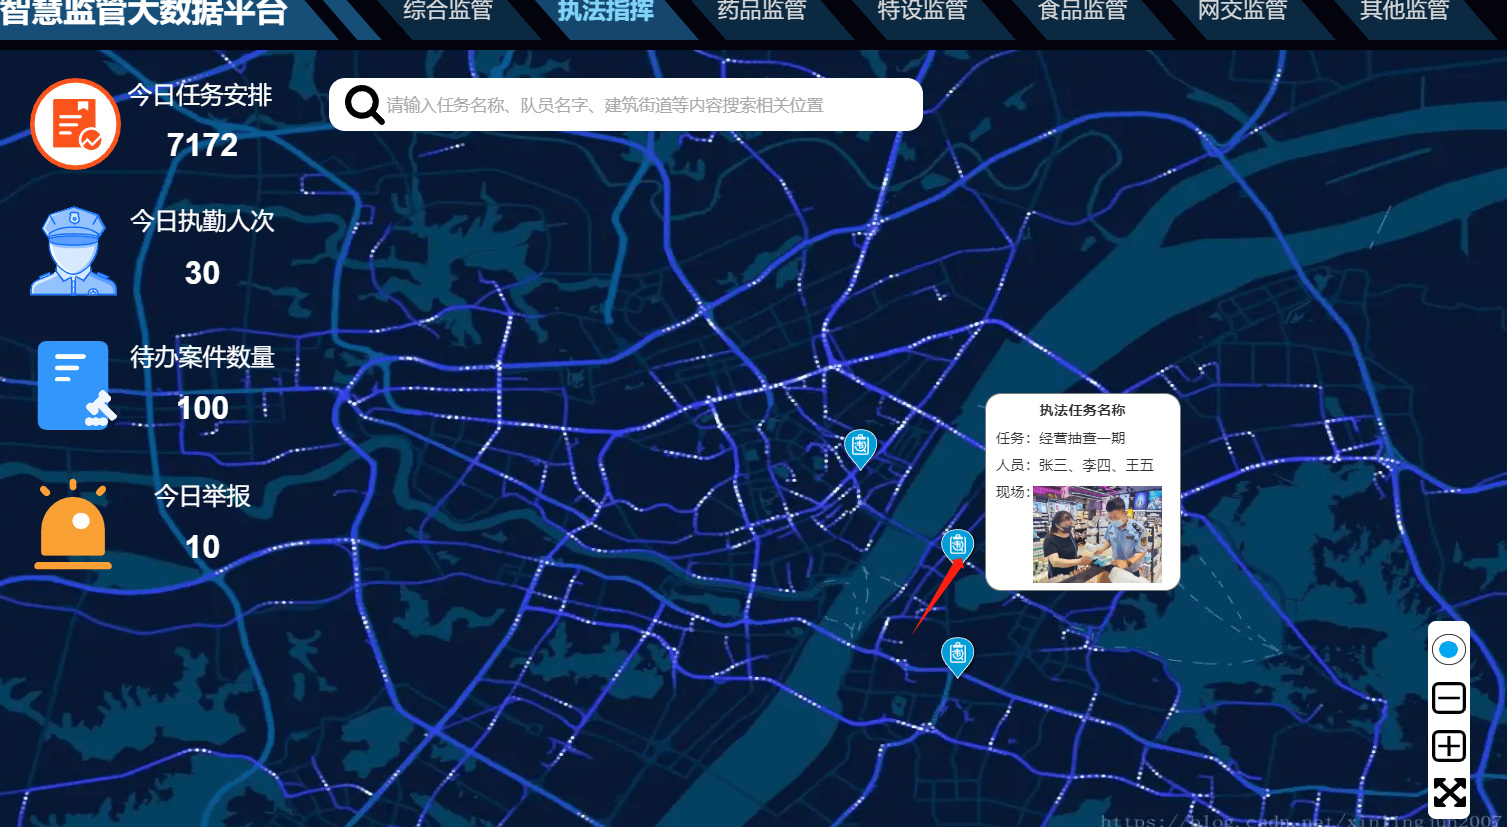 智慧监管大数据平台
综合监管
执法指挥
药品监管
特设监管
食品监管
网交监管
其他监管
请输入任务名称、队员名字、建筑街道等内容搜索相关位置
今日任务安排
7172
今日执勤人次
30
待办案件数量
100
今日举报
10
执法任务名称
任务：经营抽查一期
人员：张三、李四、王五
现场：
https://blog.csdn.net/xinjingjun2007